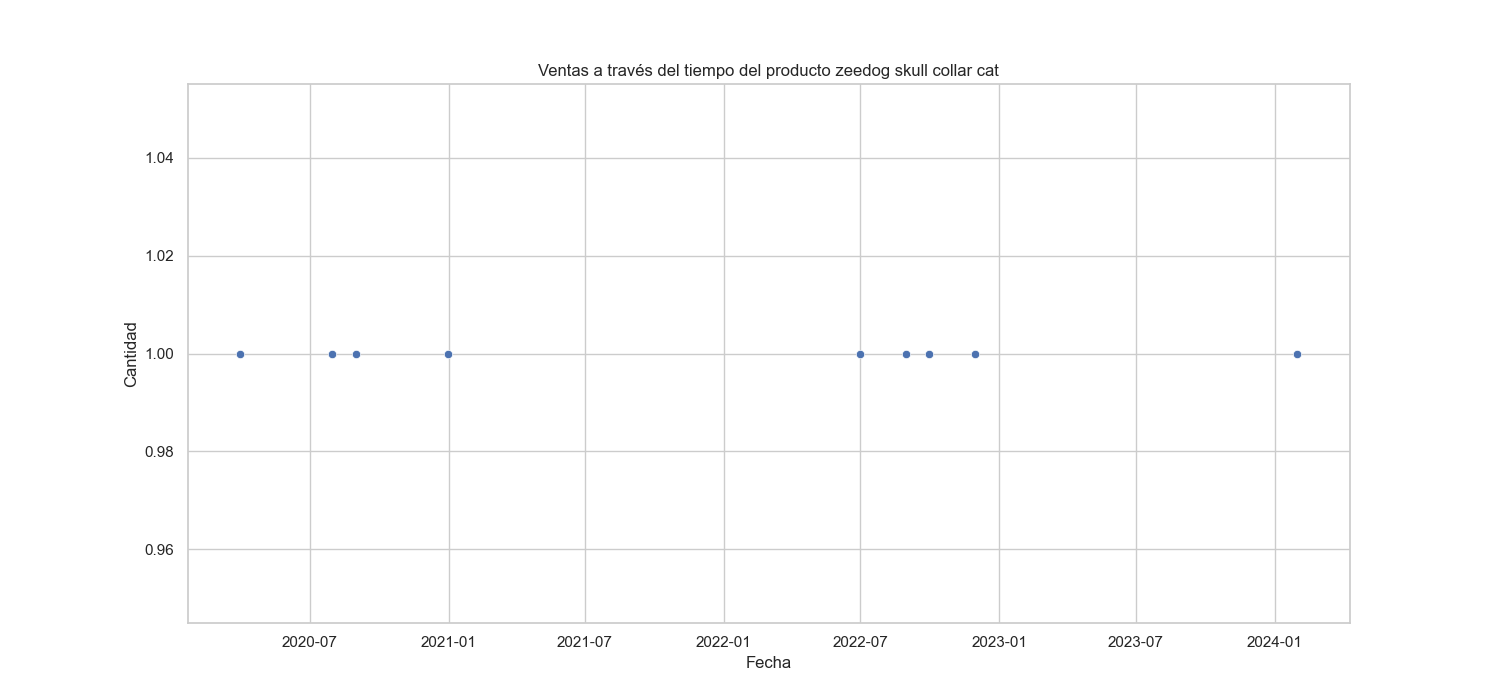 Ventas a través del tiempo del producto zeedog skull collar cat
1.04
1.02
1.00
0.98
0.96
Cantidad
2020-07 2021-01 2021-07 2022-01 2022-07 2023-01 2023-07 2024-01
Fecha